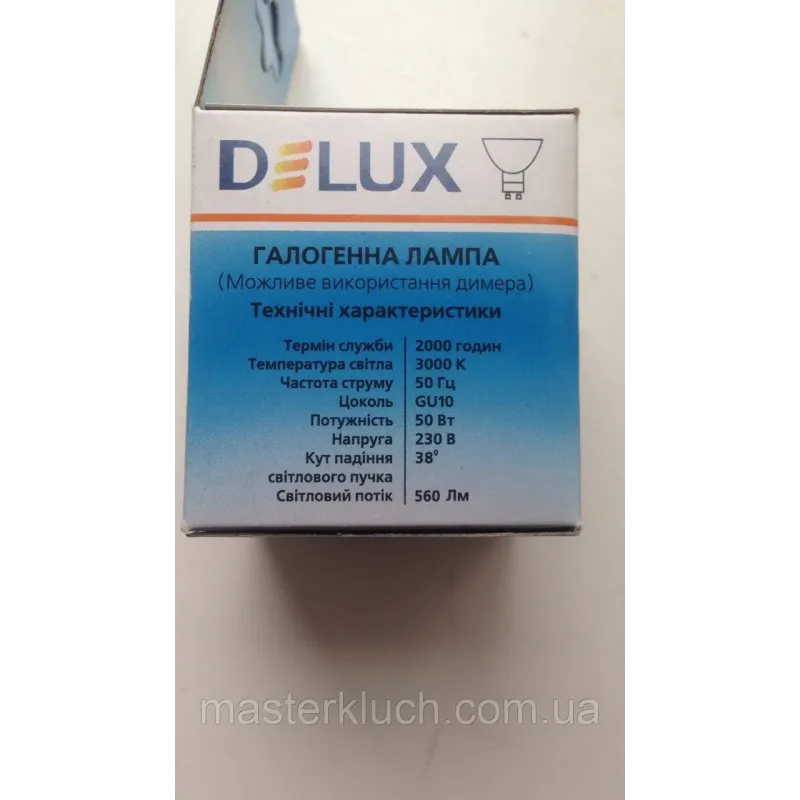 DELUX
ГАЛОГЕННА ЛАМПА
(Можливе використання димера)
Технічні характеристики
Термін служби 2000 годин
Температура світла 3000 К
Частота струму 50 Гц
Цоколь GU10
Потужність 50 Вт
Напруга 230 В
Кут падіння 38°
світлового пучка
Світловий потік 560 Лм
masterkluch.com.ua